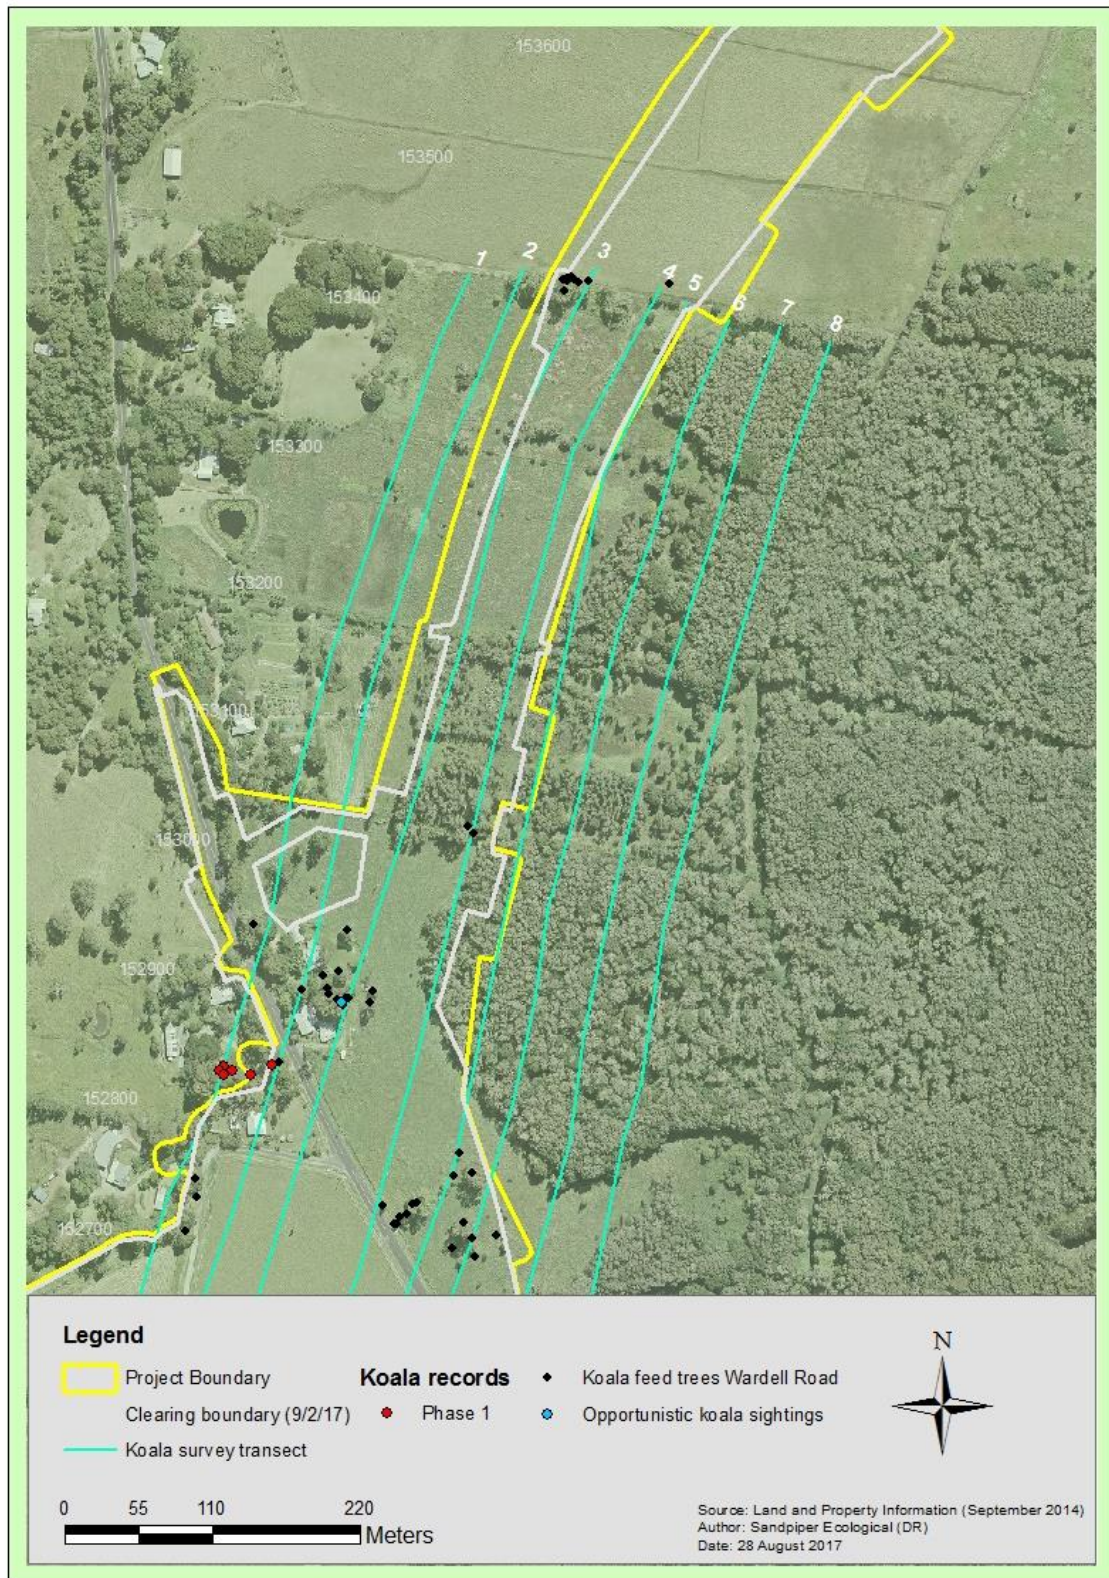 153600
153500
1
2
3
4
5
6
7
8
153400
153300
153200
153100
153000
152900
152800
152700
Legend
Project Boundary
Clearing boundary (9/2/17)
Koala survey transect
Koala records
Phase 1
Koala feed trees Wardell Road
Opportunistic koala sightings
N
0 55 110 220
Meters
Source: Land and Property Information (September 2014)
Author: Sandpiper Ecological (DR)
Date: 28 August 2017